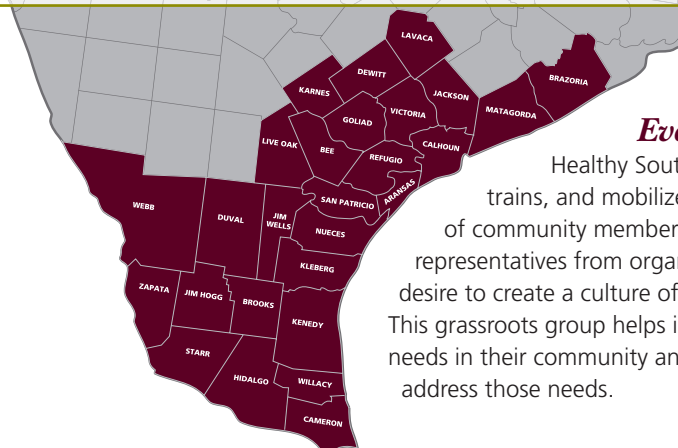 LAVACA
DEWITT
BRAZORIA
KARNES
JACKSON
MATAGORDA
GOLIAD
VICTORIA
LIVE OAK
BEE
CALHOUN
REFUGIO
ARANSAS
SAN PATRICIO
WEBB
DUVAL
JIM
WELLS
NUECES
KLEBERG
ZAPATA
JIM HOGG
BROOKS
KENEDY
STARR
HIDALGO
WILLACY
CAMERON
Healthy Sout
trains, and mobilize
of community member
representatives from organ
desire to create a culture of
This grassroots group helps i
needs in their community an
address those needs.